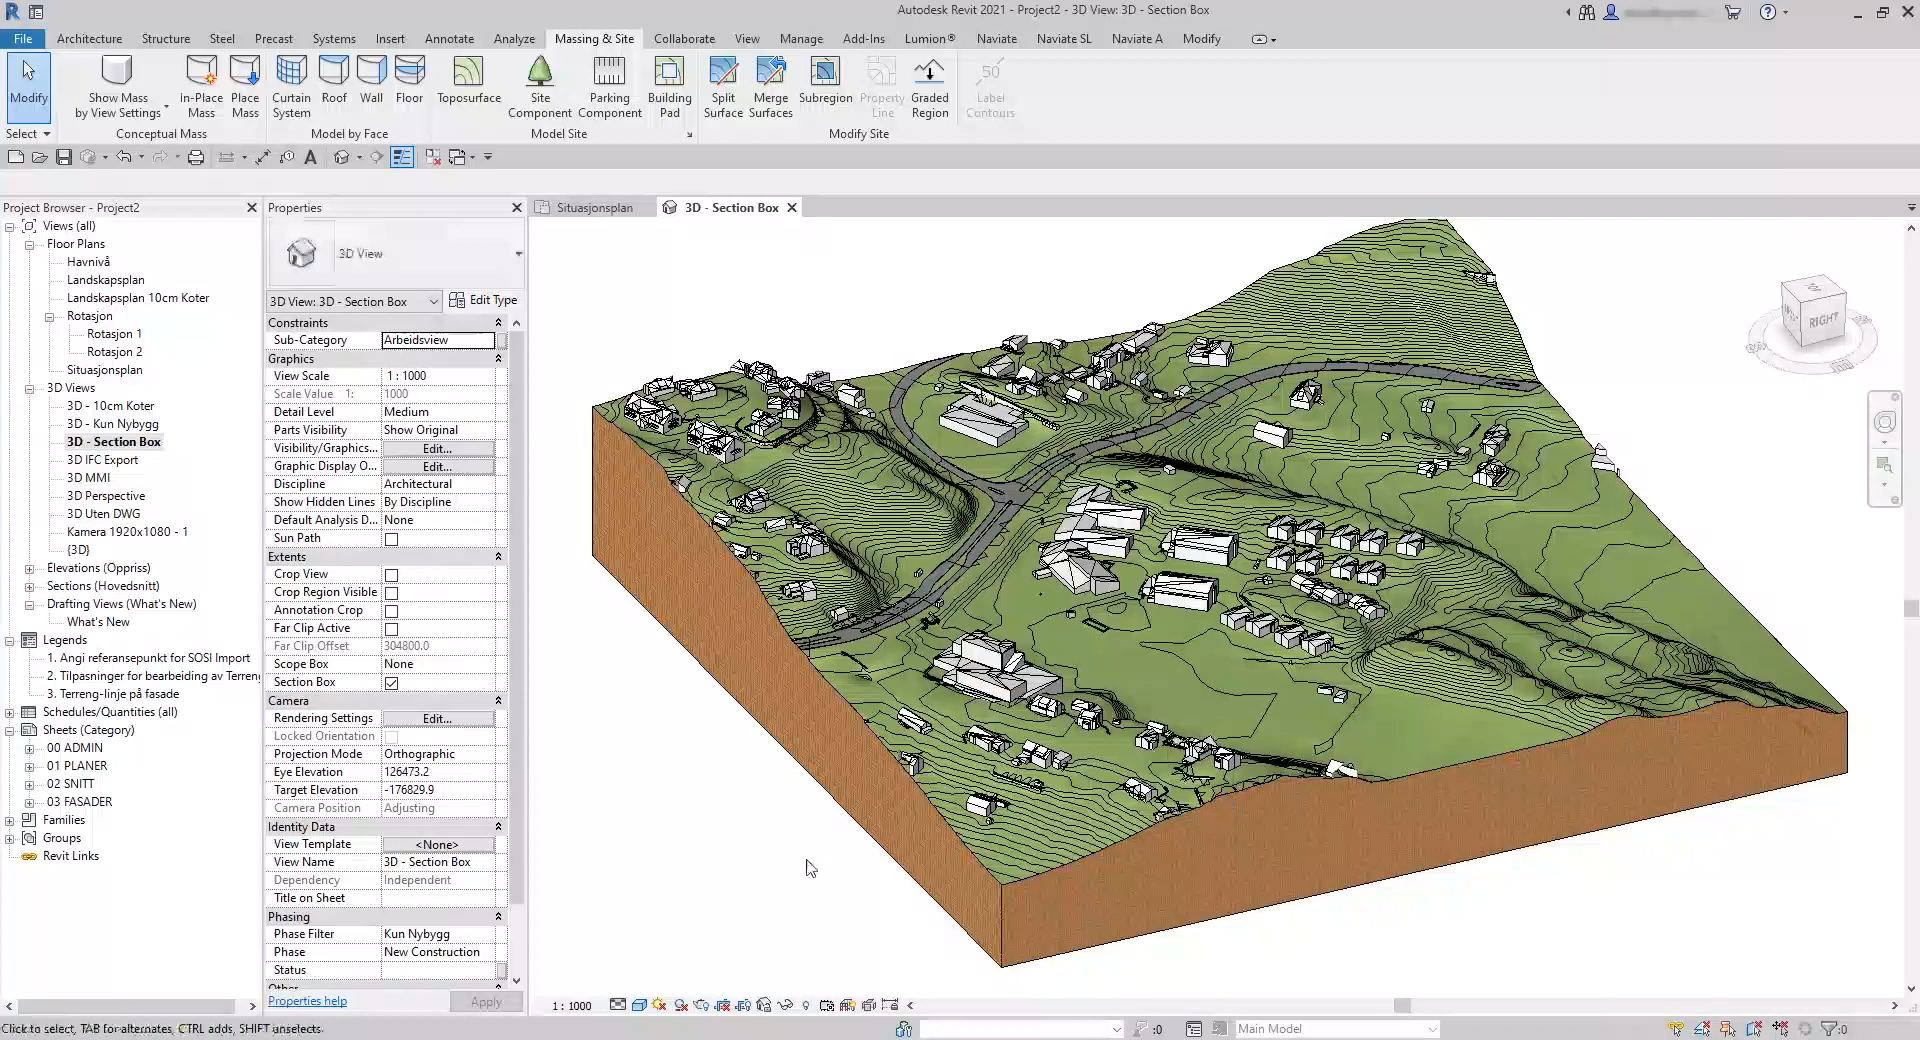 Autodesk Revit 2021 - Project2 - 3D View: 3D - Section Box
File Architecture Structure Steel Precast Systems Insert Annotate Analyze Massing & Site Collaborate View Manage Add-Ins Lumion® Naviate Naviate SL Naviate A Modify
Modify
Show Mass
by View Settings
In-Place
Mass
Place
Mass
Curtain
System
Roof
Wall
Floor
Toposurface
Site
Component
Parking
Component
Building
Pad
Split
Surface
Merge
Surfaces
Subregion
Property
Line
Graded
Region
50
Label
Contours
Select Conceptual Mass Model by Face Model Site Modify Site
Project Browser - Project2
Views (all)
Floor Plans
Havnivå
Landskapsplan
Landskapsplan 10cm Koter
Rotasjon
Rotasjon 1
Rotasjon 2
Situasjonsplan
3D Views
3D - 10cm Koter
3D - Kun Nybygg
3D - Section Box
3D IFC Export
3D MMI
3D Perspective
3D Uten DWG
Kamera 1920x1080 - 1
{3D}
Elevations (Oppriss)
Sections (Hovedsnitt)
Drafting Views (What's New)
What's New
Legends
1. Angi referansepunkt for SOSI Import
2. Tilpasninger for bearbeiding av Terreng
3. Terreng-linje på fasade
Schedules/Quantities (all)
Sheets (Category)
00 ADMIN
01 PLANER
02 SNITT
03 FASADER
Families
Groups
Revit Links
Properties
3D View
3D View: 3D - Section Box Edit Type
Constraints
Sub-Category Arbeidsview
Graphics
View Scale 1 : 1000
Scale Value 1: 1000
Detail Level Medium
Parts Visibility Show Original
Visibility/Graphics... Edit...
Graphic Display O... Edit...
Discipline Architectural
Show Hidden Lines By Discipline
Default Analysis D... None
Sun Path
Extents
Crop View
Crop Region Visible
Annotation Crop
Far Clip Active
Far Clip Offset 304800.0
Scope Box None
Section Box
Camera
Rendering Settings Edit...
Locked Orientation
Projection Mode Orthographic
Eye Elevation 126473.2
Target Elevation -176829.9
Camera Position Adjusting
Identity Data
View Template <None>
View Name 3D - Section Box
Dependency Independent
Title on Sheet
Phasing
Phase Filter Kun Nybygg
Phase New Construction
Status
Other
Properties help Apply
Situasjonsplan 3D - Section Box
TOP
RIGHT
1 : 1000
Click to select, TAB for alternates, CTRL adds, SHIFT unselects.
:0 Main Model :0